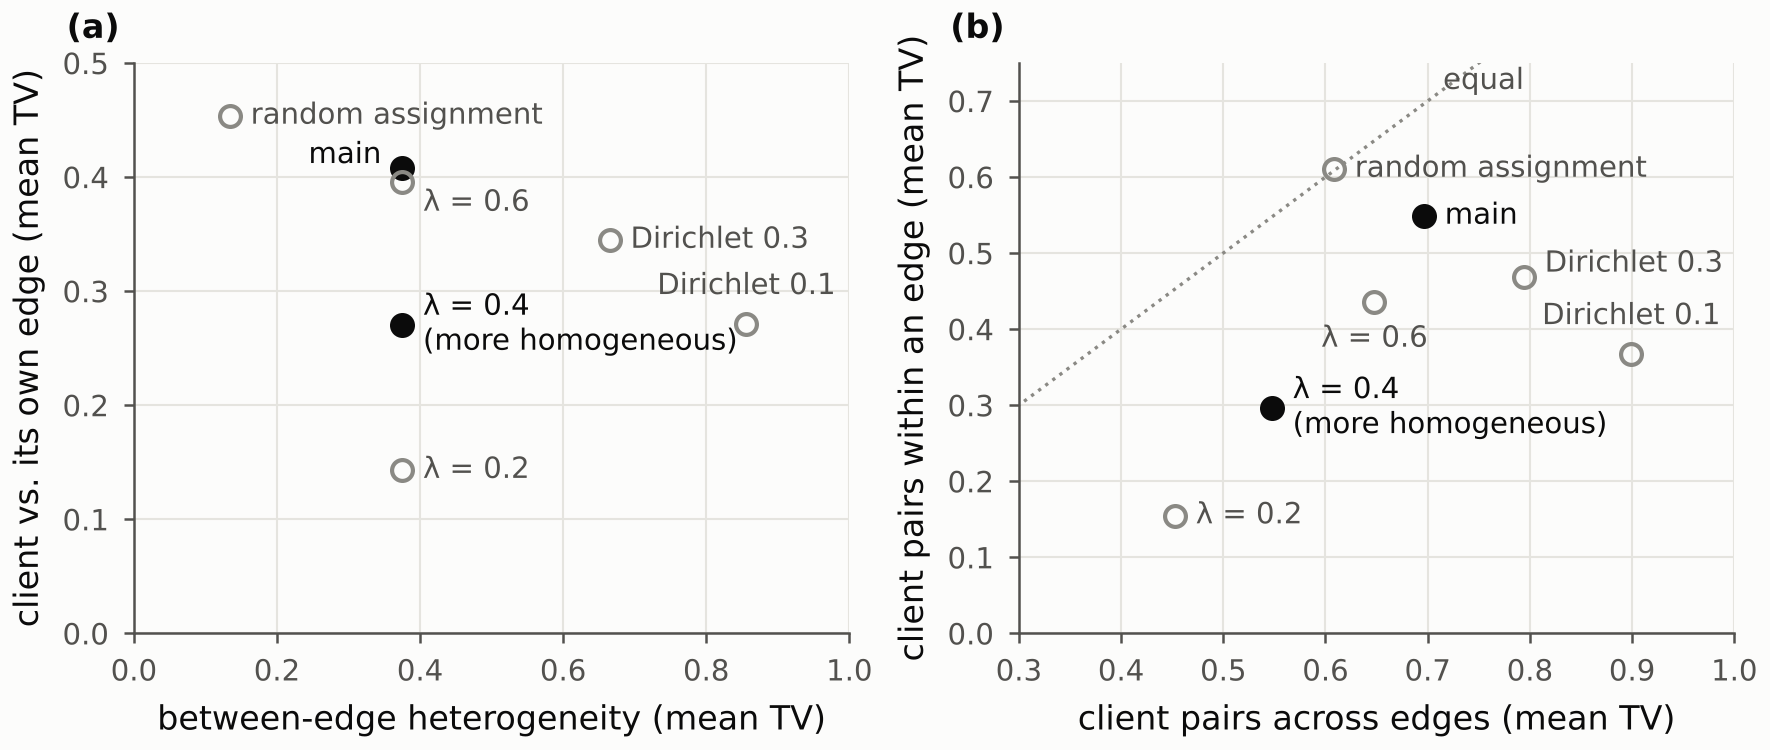 (a)
client vs. its own edge (mean TV)
0.5
0.4
0.3
0.2
0.1
0.0
random assignment
main
λ = 0.6
Dirichlet 0.3
Dirichlet 0.1
λ = 0.4
(more homogeneous)
λ = 0.2
0.0 0.2 0.4 0.6 0.8 1.0
between-edge heterogeneity (mean TV)
(b)
client pairs within an edge (mean TV)
0.7
0.6
0.5
0.4
0.3
0.2
0.1
0.0
equal
random assignment
main
Dirichlet 0.3
Dirichlet 0.1
λ = 0.6
λ = 0.4
(more homogeneous)
λ = 0.2
0.3 0.4 0.5 0.6 0.7 0.8 0.9 1.0
client pairs across edges (mean TV)